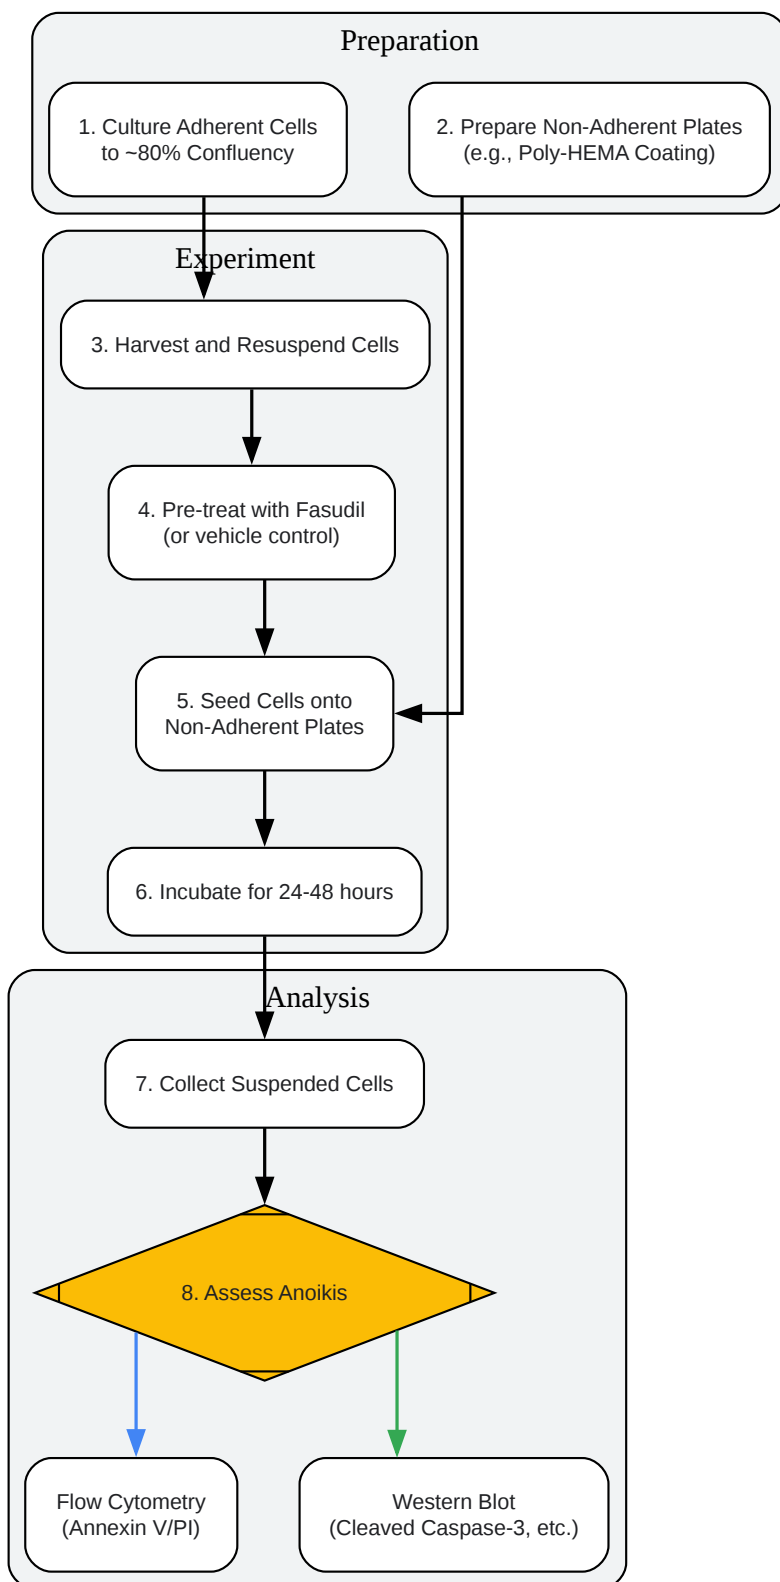 Preparation
1. Culture Adherent Cells
to ~80% Confluency
2. Prepare Non-Adherent Plates
(e.g., Poly-HEMA Coating)
Experiment
3. Harvest and Resuspend Cells
4. Pre-treat with Fasudil
(or vehicle control)
5. Seed Cells onto
Non-Adherent Plates
6. Incubate for 24-48 hours
Analysis
7. Collect Suspended Cells
8. Assess Anoikis
Flow Cytometry
(Annexin V/PI)
Western Blot
(Cleaved Caspase-3, etc.)